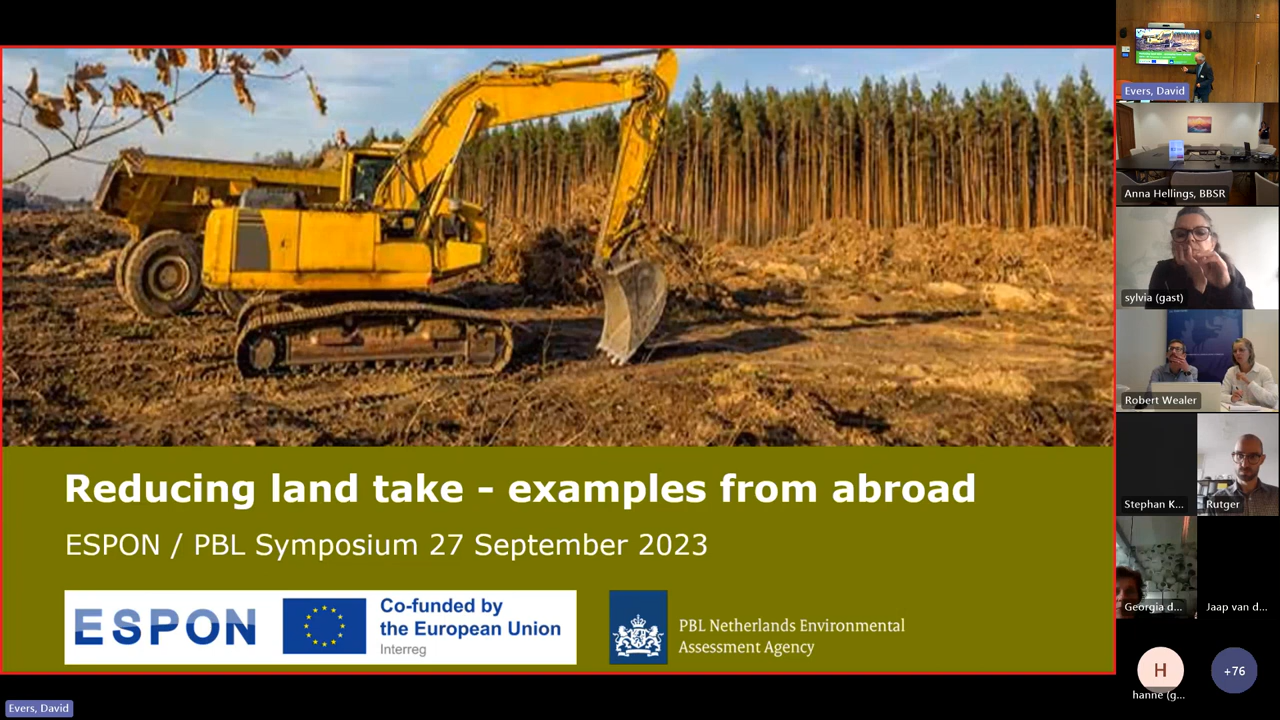 Reducing land take - examples from abroad
ESPON / PBL Symposium 27 September 2023
ESPON
Co-funded by
the European Union
Interreg
PBL Netherlands Environmental
Assessment Agency
Evers, David
Evers, David
Anna Hellings, BBSR
sylvia (gast)
Robert Wealer
Stephan K...
Rutger
Georgia d...
Jaap van d...
H
hanne (g...
+76